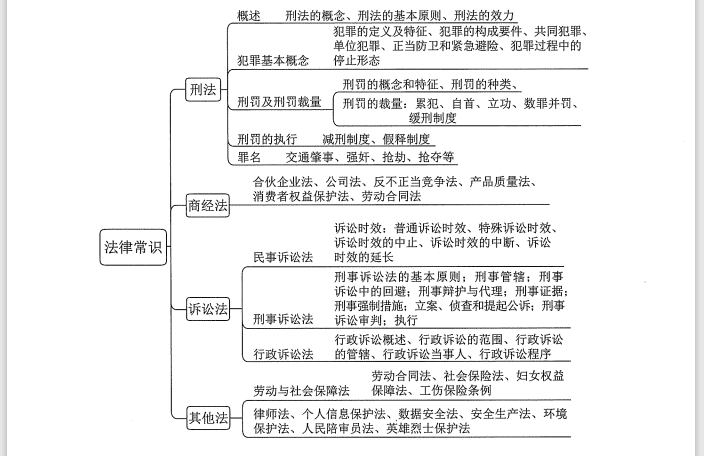 概述 刑法的概念、刑法的基本原则、刑法的效力
犯罪的定义及特征、犯罪的构成要件、共同犯罪、
单位犯罪、正当防卫和紧急避险、犯罪过程中的
犯罪基本概念 停止形态
刑法
刑罚的概念和特征、刑罚的种类、
刑罚及刑罚裁量 刑罚的裁量：累犯、自首、立功、数罪并罚、
缓刑制度
刑罚的执行 减刑制度、假释制度
罪名 交通肇事、强奸、抢劫、抢夺等
合伙企业法、公司法、反不正当竞争法、产品质量法、
消费者权益保护法、劳动合同法
商经法
法律常识
诉讼时效：普通诉讼时效、特殊诉讼时效、
诉讼时效的中止、诉讼时效的中断、诉讼
民事诉讼法 时效的延长
刑事诉讼法的基本原则；刑事管辖；刑事
诉讼中的回避；刑事辩护与代理；刑事证据；
诉讼法
刑事强制措施；立案、侦查和提起公诉；刑事
刑事诉讼法 诉讼审判；执行
行政诉讼概述、行政诉讼的范围、行政诉讼
行政诉讼法 的管辖、行政诉讼当事人、行政诉讼程序
劳动合同法、社会保险法、妇女权益
劳动与社会保障法 保障法、工伤保险条例
其他法
律师法、个人信息保护法、数据安全法、安全生产法、环境
保护法、人民陪审员法、英雄烈士保护法